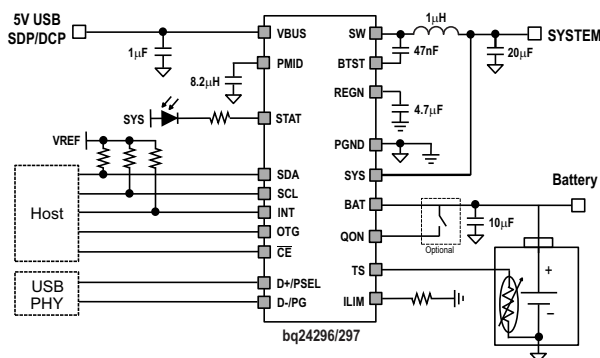 5V USB
SDP/DCP
1μF
8.2μH
SYS
VREF
Host
USB
PHY
VBUS
PMID
STAT
SDA
SCL
INT
OTG
CE
D+/PSEL
D-/PG
SW
BTST
REGN
PGND
SYS
BAT
QON
TS
ILIM
bq24296/297
1μH
47nF
20μF
SYSTEM
4.7μF
Optional
10μF
Battery
+
–